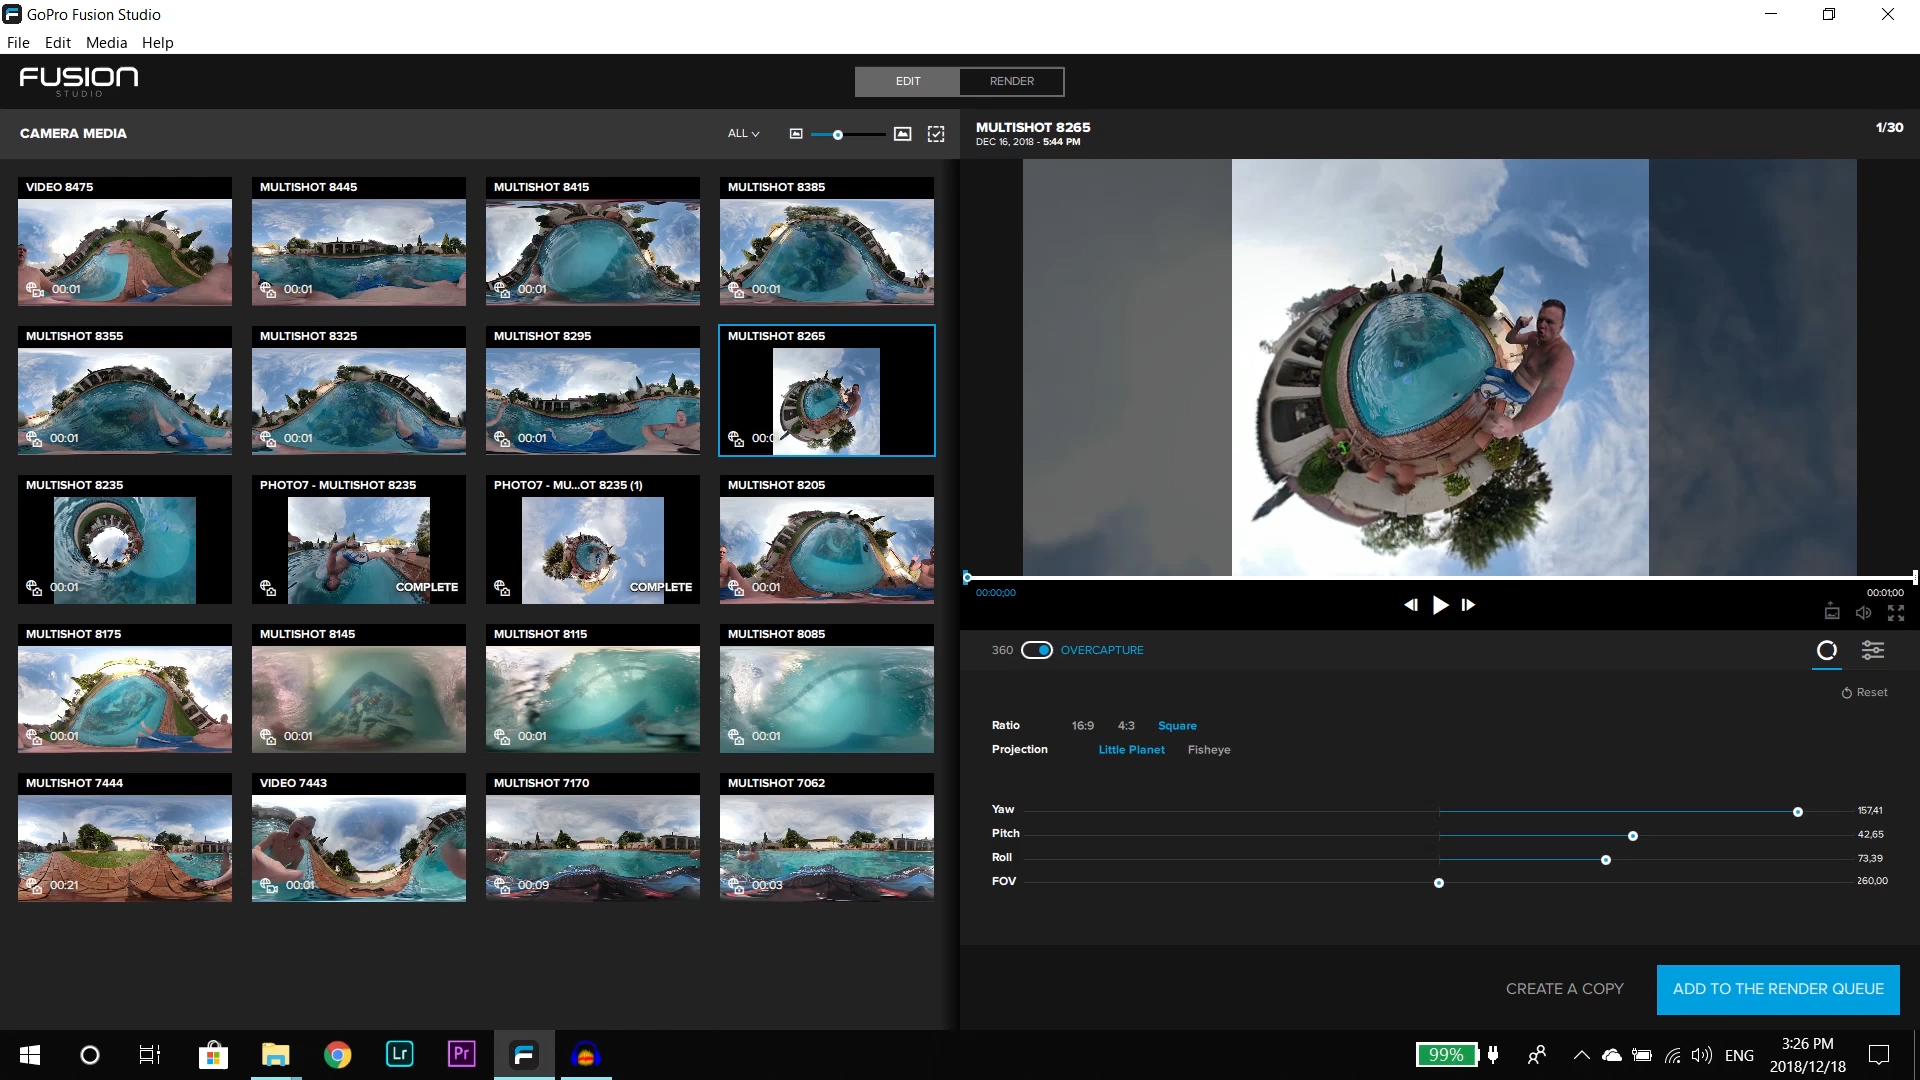 GoPro Fusion Studio
File Edit Media Help
FUSION
STUDIO
EDIT RENDER
CAMERA MEDIA
ALL
MULTISHOT 8265
DEC 16, 2018 - 5:44 PM
1/30
VIDEO 8475
00:01
MULTISHOT 8445
00:01
MULTISHOT 8415
00:01
MULTISHOT 8385
00:01
MULTISHOT 8355
00:01
MULTISHOT 8325
00:01
MULTISHOT 8295
00:01
MULTISHOT 8265
MULTISHOT 8235
00:01
PHOTO7 - MULTISHOT 8235
COMPLETE
PHOTO7 - MU...OT 8235 (1)
COMPLETE
MULTISHOT 8205
00:01
MULTISHOT 8175
00:01
MULTISHOT 8145
00:01
MULTISHOT 8115
00:01
MULTISHOT 8085
00:01
MULTISHOT 7444
00:21
VIDEO 7443
00:01
MULTISHOT 7170
00:09
MULTISHOT 7062
00:03
00:00;00
00:01;00
360 OVERCAPTURE
Reset
Ratio 16:9 4:3 Square
Projection Little Planet Fisheye
Yaw 157,41
Pitch 42,65
Roll 73,39
FOV 260,00
CREATE A COPY
ADD TO THE RENDER QUEUE
Lr
Pr
99%
ENG
3:26 PM
2018/12/18